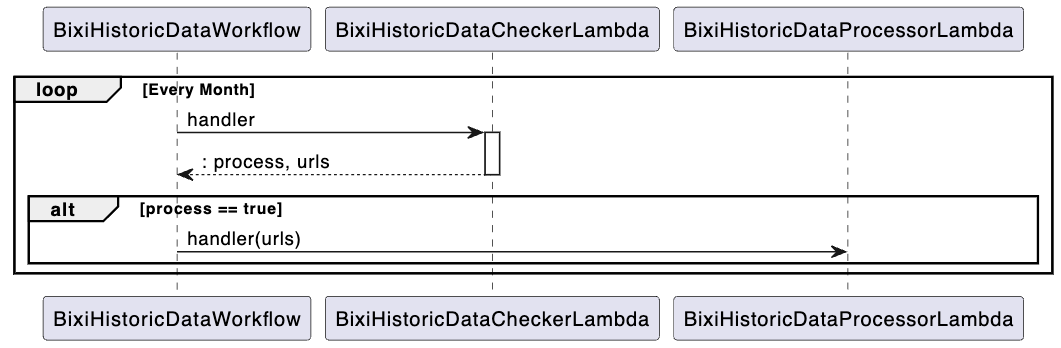 BixiHistoricDataWorkflow BixiHistoricDataCheckerLambda BixiHistoricDataProcessorLambda
loop [Every Month]
handler
: process, urls
alt [process == true]
handler(urls)
BixiHistoricDataWorkflow BixiHistoricDataCheckerLambda BixiHistoricDataProcessorLambda